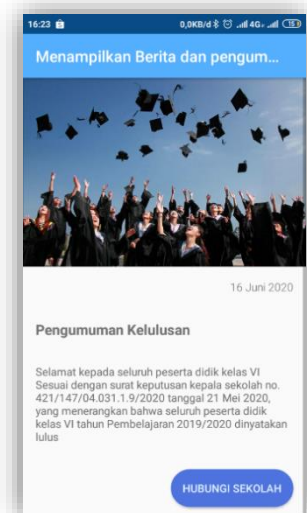 16:23 0,0KB/d 4G+ 15
Menampilkan Berita dan pengum...
16 Juni 2020
Pengumuman Kelulusan
Selamat kepada seluruh peserta didik kelas VI
Sesuai dengan surat keputusan kepala sekolah no.
421/147/04.031.1.9/2020 tanggal 21 Mei 2020,
yang menerangkan bahwa seluruh peserta didik
kelas VI tahun Pembelajaran 2019/2020 dinyatakan
lulus
HUBUNGI SEKOLAH